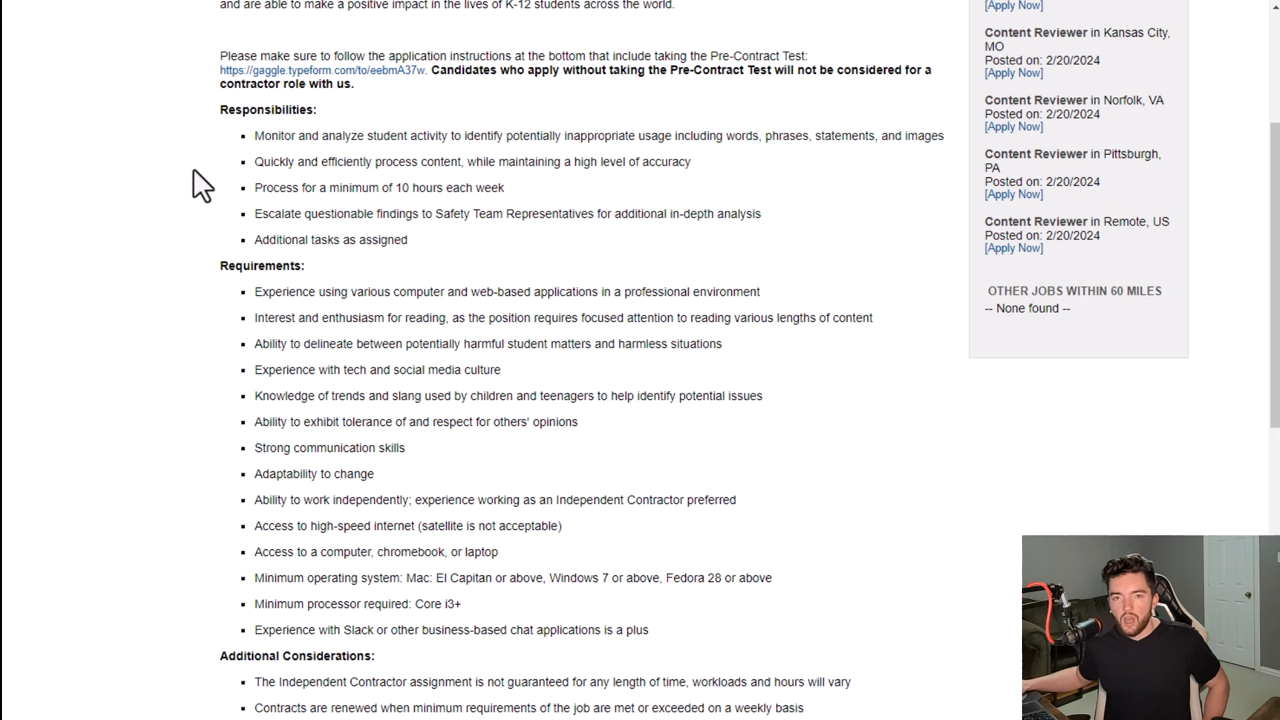 and are able to make a positive impact in the lives of K-12 students across the world.
Please make sure to follow the application instructions at the bottom that include taking the Pre-Contract Test:
https://gaggle.typeform.com/to/eebmA37w. Candidates who apply without taking the Pre-Contract Test will not be considered for a
contractor role with us.
Responsibilities:
Monitor and analyze student activity to identify potentially inappropriate usage including words, phrases, statements, and images
Quickly and efficiently process content, while maintaining a high level of accuracy
Process for a minimum of 10 hours each week
Escalate questionable findings to Safety Team Representatives for additional in-depth analysis
Additional tasks as assigned
Requirements:
Experience using various computer and web-based applications in a professional environment
Interest and enthusiasm for reading, as the position requires focused attention to reading various lengths of content
Ability to delineate between potentially harmful student matters and harmless situations
Experience with tech and social media culture
Knowledge of trends and slang used by children and teenagers to help identify potential issues
Ability to exhibit tolerance of and respect for others' opinions
Strong communication skills
Adaptability to change
Ability to work independently; experience working as an Independent Contractor preferred
Access to high-speed internet (satellite is not acceptable)
Access to a computer, chromebook, or laptop
Minimum operating system: Mac: El Capitan or above, Windows 7 or above, Fedora 28 or above
Minimum processor required: Core i3+
Experience with Slack or other business-based chat applications is a plus
Additional Considerations:
The Independent Contractor assignment is not guaranteed for any length of time, workloads and hours will vary
Contracts are renewed when minimum requirements of the job are met or exceeded on a weekly basis
[Apply Now]
Content Reviewer in Kansas City,
MO
Posted on: 2/20/2024
[Apply Now]
Content Reviewer in Norfolk, VA
Posted on: 2/20/2024
[Apply Now]
Content Reviewer in Pittsburgh,
PA
Posted on: 2/20/2024
[Apply Now]
Content Reviewer in Remote, US
Posted on: 2/20/2024
[Apply Now]
OTHER JOBS WITHIN 60 MILES
-- None found --